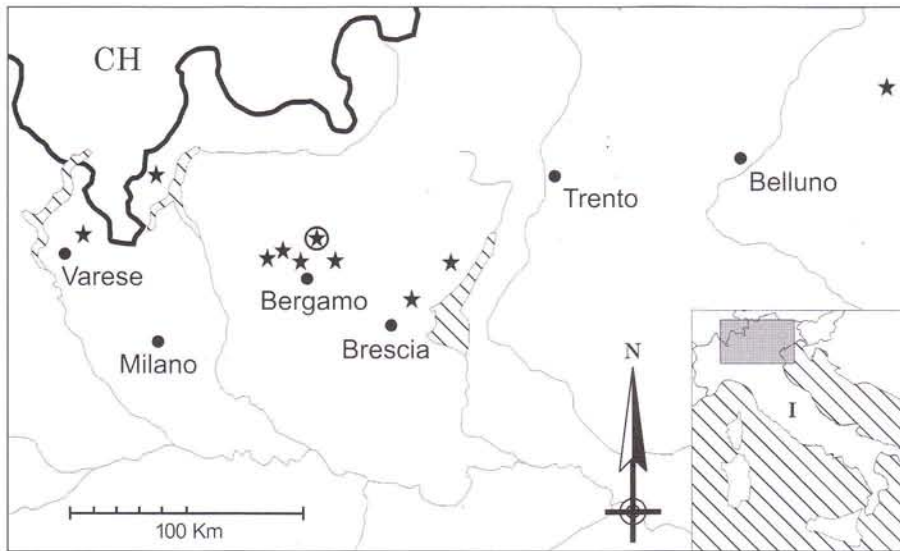 CH
Trento
Belluno
Varese
Bergamo
Brescia
Milano
N
I
100 Km